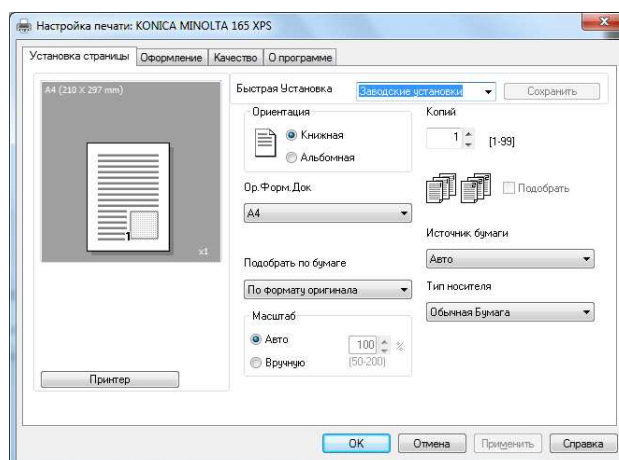 Настройка печати: KONICA MINOLTA 165 XPS
Установка страницы Оформление Качество О программе
A4 (210 X 297 mm)
1
x1
Принтер
Быстрая Установка Заводские установки Сохранить
Ориентация
Книжная
Альбомная
Ор.Форм.Док
A4
Подобрать по бумаге
По формату оригинала
Масштаб
Авто
Вручную
100 %
(50-200)
Копий
1 [1-99]
Подобрать
Источник бумаги
Авто
Тип носителя
Обычная Бумага
OK Отмена Применить Справка